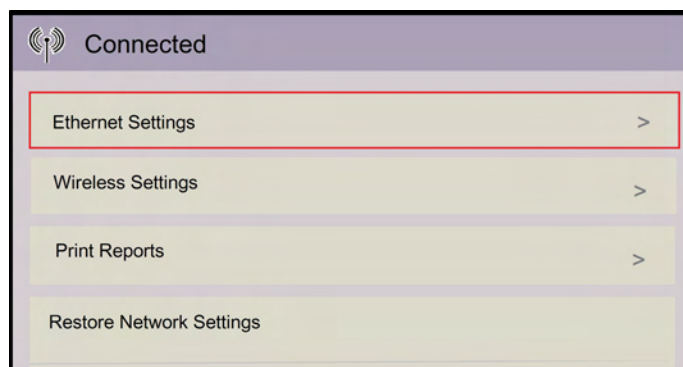 Connected
Ethernet Settings >
Wireless Settings >
Print Reports >
Restore Network Settings